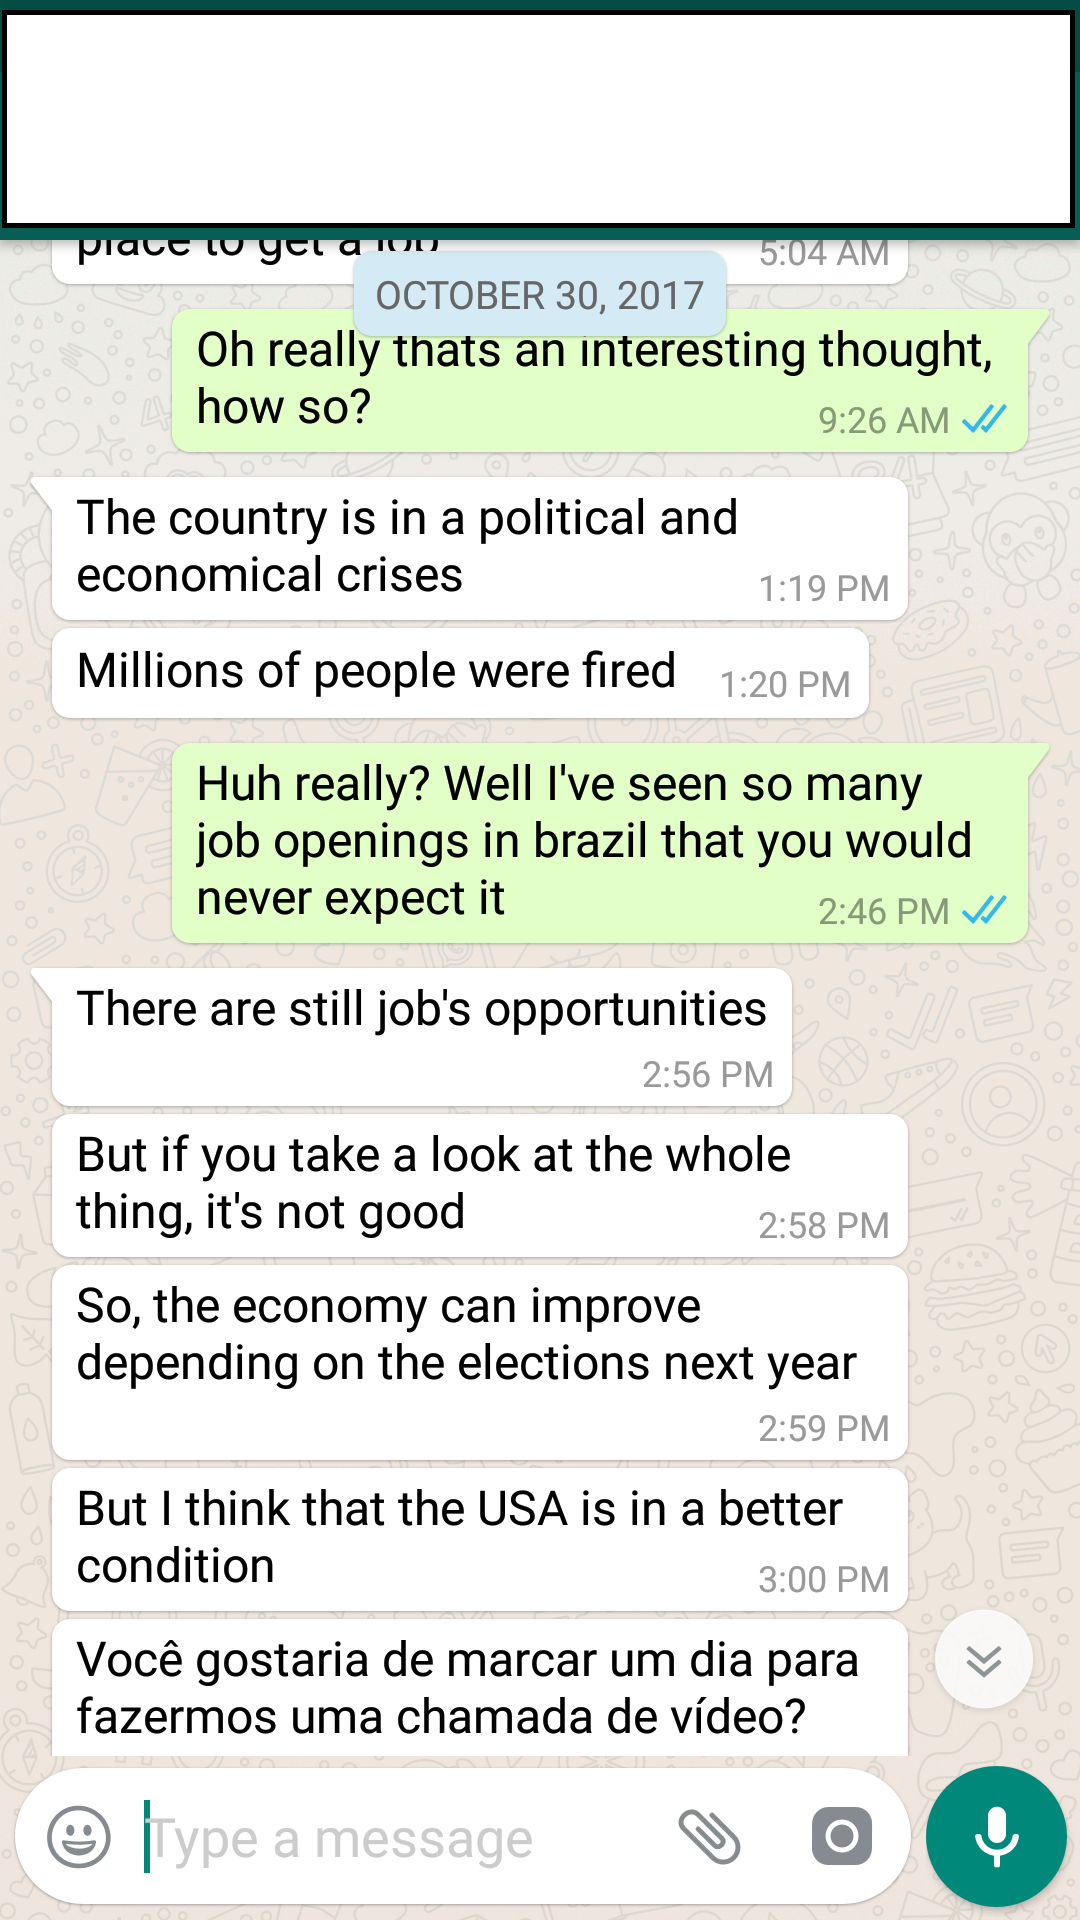 place to get a job
5:04 AM
OCTOBER 30, 2017
Oh really thats an interesting thought,
how so?
9:26 AM
The country is in a political and
economical crises
1:19 PM
Millions of people were fired
1:20 PM
Huh really? Well I've seen so many
job openings in brazil that you would
never expect it
2:46 PM
There are still job's opportunities
2:56 PM
But if you take a look at the whole
thing, it's not good
2:58 PM
So, the economy can improve
depending on the elections next year
2:59 PM
But I think that the USA is in a better
condition
3:00 PM
Você gostaria de marcar um dia para
fazermos uma chamada de vídeo?
Type a message